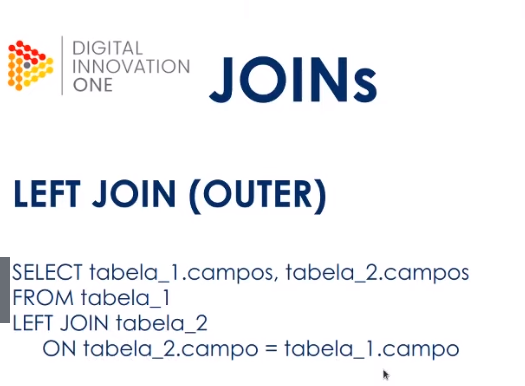 DIGITAL
INNOVATION
ONE
JOINs
LEFT JOIN (OUTER)
SELECT tabela_1.campos, tabela_2.campos
FROM tabela_1
LEFT JOIN tabela_2
ON tabela_2.campo = tabela_1.campo